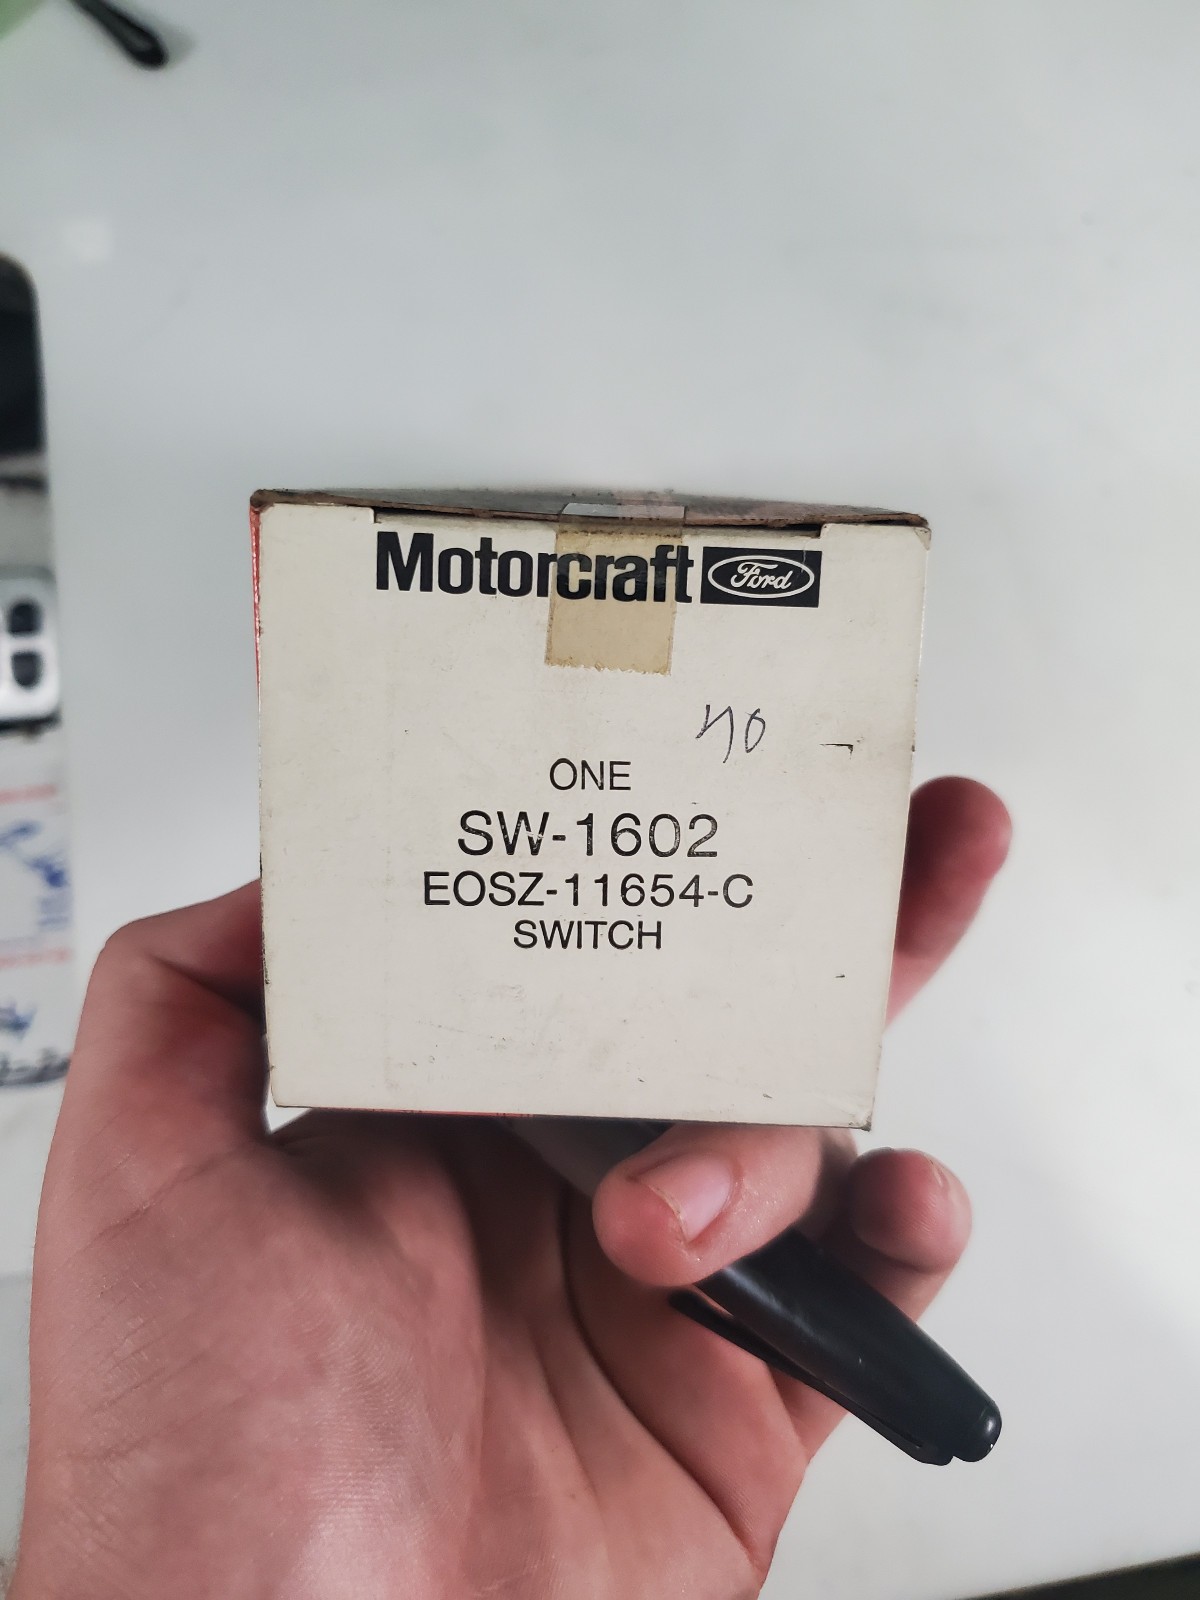 Motorcraft Ford
40
ONE
SW-1602
EOSZ-11654-C
SWITCH